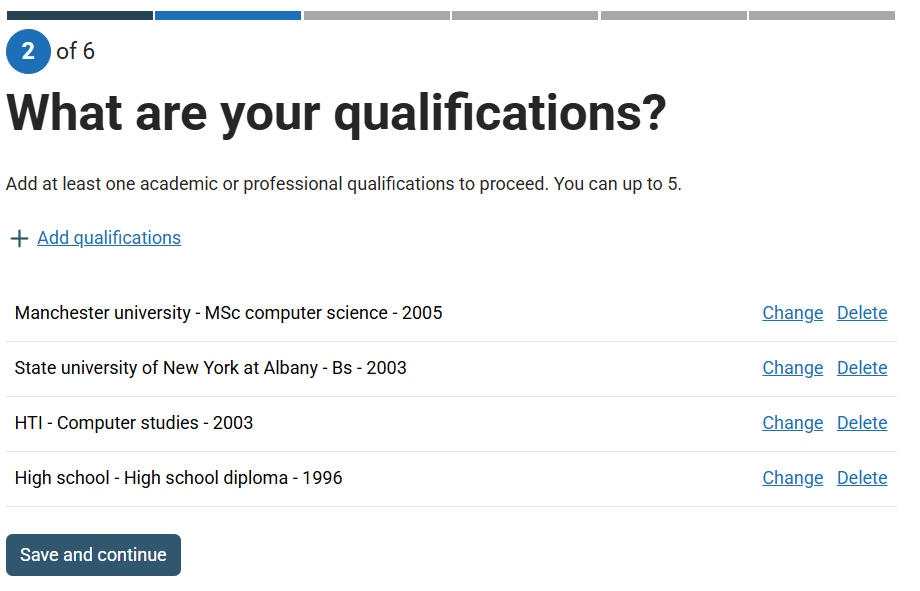 2 of 6
What are your qualifications?
Add at least one academic or professional qualifications to proceed. You can up to 5.
Add qualifications
Manchester university - MSc computer science - 2005 Change Delete
State university of New York at Albany - Bs - 2003 Change Delete
HTI - Computer studies - 2003 Change Delete
High school - High school diploma - 1996 Change Delete
Save and continue